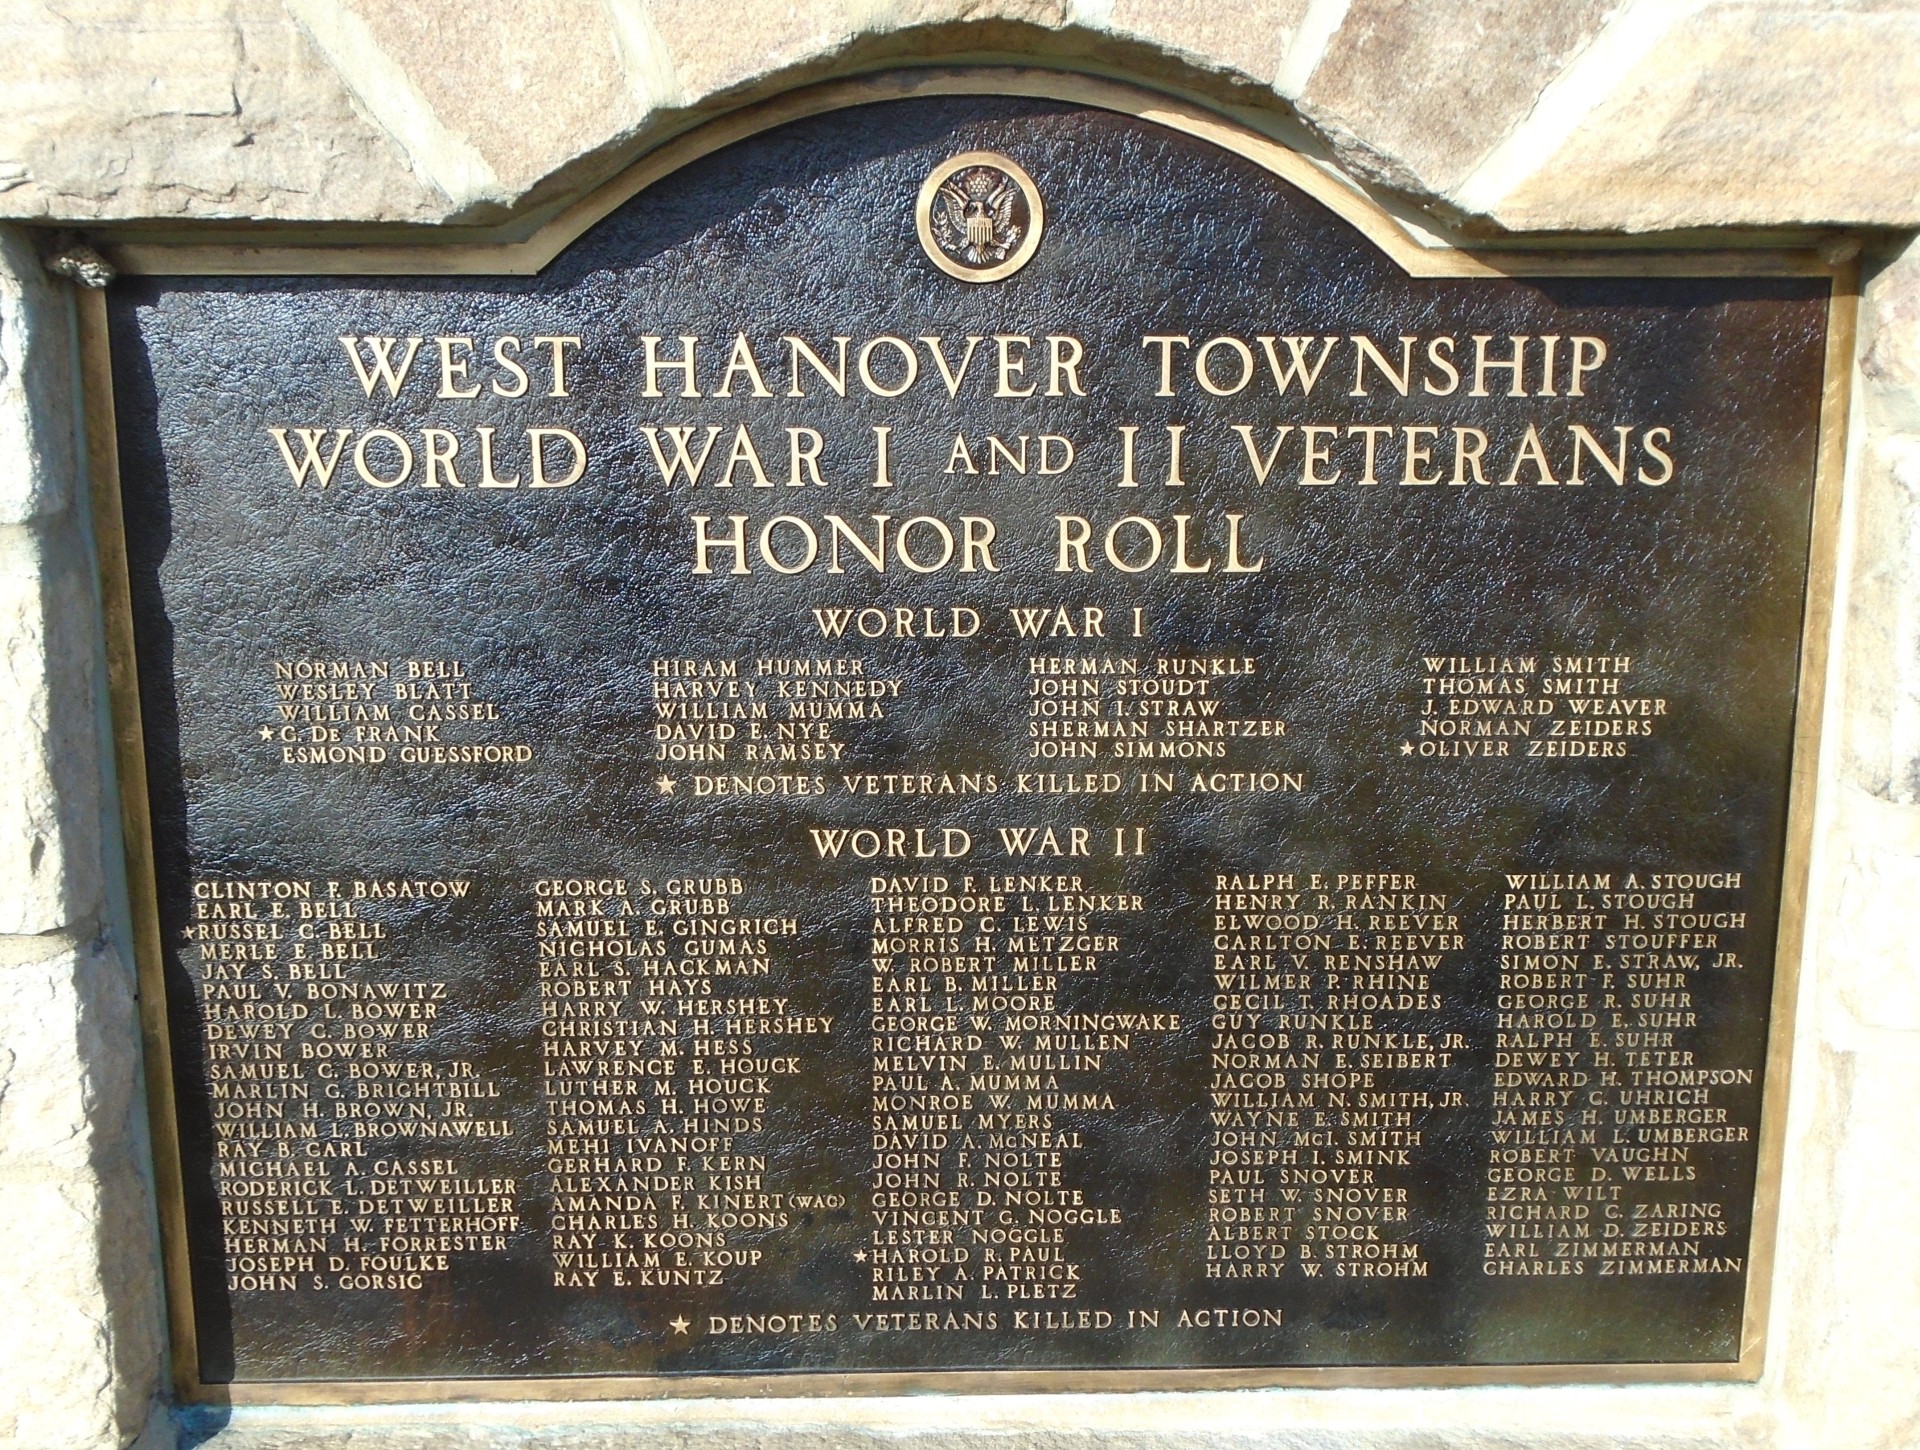 WEST HANOVER TOWNSHIP
WORLD WAR I AND II VETERANS
HONOR ROLL
WORLD WAR I
NORMAN BELL
WESLEY BLATT
WILLIAM CASSEL
★ C. DE FRANK
ESMOND GUESSFORD
HIRAM HUMMER
HARVEY KENNEDY
WILLIAM MUMMA
DAVID E. NYE
JOHN RAMSEY
HERMAN RUNKLE
JOHN STOUDT
JOHN I. STRAW
SHERMAN SHARTZER
JOHN SIMMONS
WILLIAM SMITH
THOMAS SMITH
J. EDWARD WEAVER
NORMAN ZEIDERS
★ OLIVER ZEIDERS
★ DENOTES VETERANS KILLED IN ACTION
WORLD WAR II
CLINTON F. BASATOW
EARL E. BELL
★ RUSSEL C. BELL
MERLE E. BELL
JAY S. BELL
PAUL V. BONAWITZ
HAROLD L. BOWER
DEWEY C. BOWER
IRVIN BOWER
SAMUEL C. BOWER, JR.
MARLIN G. BRIGHTBILL
JOHN H. BROWN, JR.
WILLIAM L. BROWNAWELL
RAY B. CARL
MICHAEL A. CASSEL
RODERICK L. DETWEILLER
RUSSELL E. DETWEILLER
KENNETH W. FETTERHOFF
HERMAN H. FORRESTER
JOSEPH D. FOULKE
JOHN S. GORSIC
GEORGE S. GRUBB
MARK A. GRUBB
SAMUEL E. GINGRICH
NICHOLAS GUMAS
EARL S. HACKMAN
ROBERT HAYS
HARRY W. HERSHEY
CHRISTIAN H. HERSHEY
HARVEY M. HESS
LAWRENCE E. HOUCK
LUTHER M. HOUCK
THOMAS H. HOWE
SAMUEL A. HINDS
MEHI IVANOFF
GERHARD F. KERN
ALEXANDER KISH
AMANDA F. KINERT (WAC)
CHARLES H. KOONS
RAY K. KOONS
WILLIAM E. KOUP
RAY E. KUNTZ
DAVID F. LENKER
THEODORE L. LENKER
ALFRED C. LEWIS
MORRIS H. METZGER
W. ROBERT MILLER
EARL B. MILLER
EARL L. MOORE
GEORGE W. MORNINGWAKE
RICHARD W. MULLEN
MELVIN E. MULLIN
PAUL A. MUMMA
MONROE W. MUMMA
SAMUEL MYERS
DAVID A. McNEAL
JOHN F. NOLTE
JOHN R. NOLTE
GEORGE D. NOLTE
VINCENT G. NOGGLE
LESTER NOGGLE
★ HAROLD R. PAUL
RILEY A. PATRICK
MARLIN L. PLETZ
RALPH E. PEFFER
HENRY R. RANKIN
ELWOOD H. REEVER
CARLTON E. REEVER
EARL V. RENSHAW
WILMER P. RHINE
CECIL T. RHOADES
GUY RUNKLE
JACOB R. RUNKLE, JR.
NORMAN E. SEIBERT
JACOB SHOPE
WILLIAM N. SMITH, JR.
WAYNE E. SMITH
JOHN McI. SMITH
JOSEPH I. SMINK
PAUL SNOVER
SETH W. SNOVER
ROBERT SNOVER
ALBERT STOCK
LLOYD B. STROHM
HARRY W. STROHM
WILLIAM A. STOUGH
PAUL L. STOUGH
HERBERT H. STOUGH
ROBERT STOUFFER
SIMON E. STRAW, JR.
ROBERT F. SUHR
GEORGE R. SUHR
HAROLD E. SUHR
RALPH E. SUHR
DEWEY H. TETER
EDWARD H. THOMPSON
HARRY C. UHRICH
JAMES H. UMBERGER
WILLIAM L. UMBERGER
ROBERT VAUGHN
GEORGE D. WELLS
EZRA WILT
RICHARD C. ZARING
WILLIAM D. ZEIDERS
EARL ZIMMERMAN
CHARLES ZIMMERMAN
★ DENOTES VETERANS KILLED IN ACTION